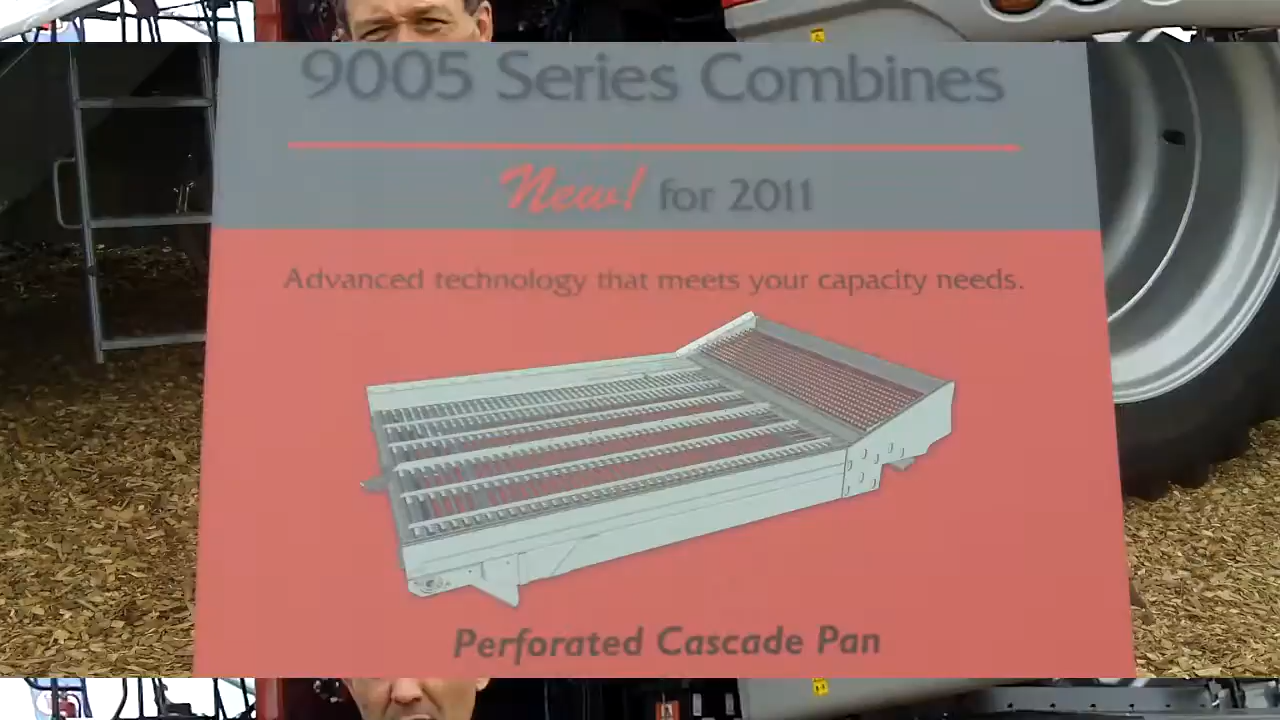 9005 Series Combines
New! for 2011
Advanced technology that meets your capacity needs.
Perforated Cascade Pan